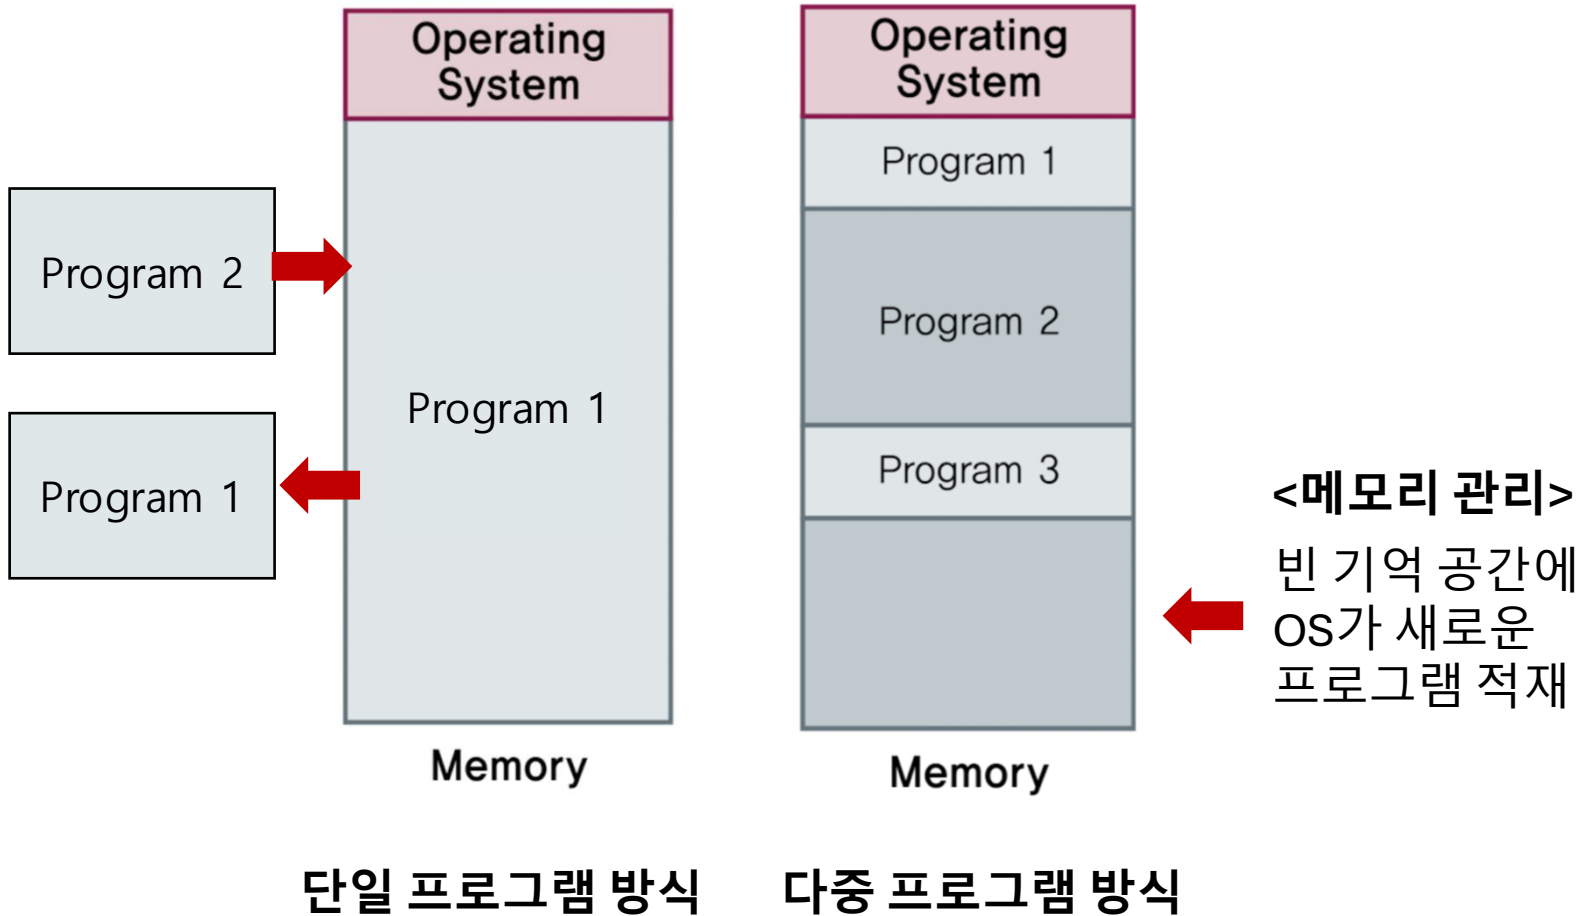 Operating
System
Program 2
Program 1
Program 1
Memory
단일 프로그램 방식
Operating
System
Program 1
Program 2
Program 3
Memory
다중 프로그램 방식
<메모리 관리>
빈 기억 공간에
OS가 새로운
프로그램 적재